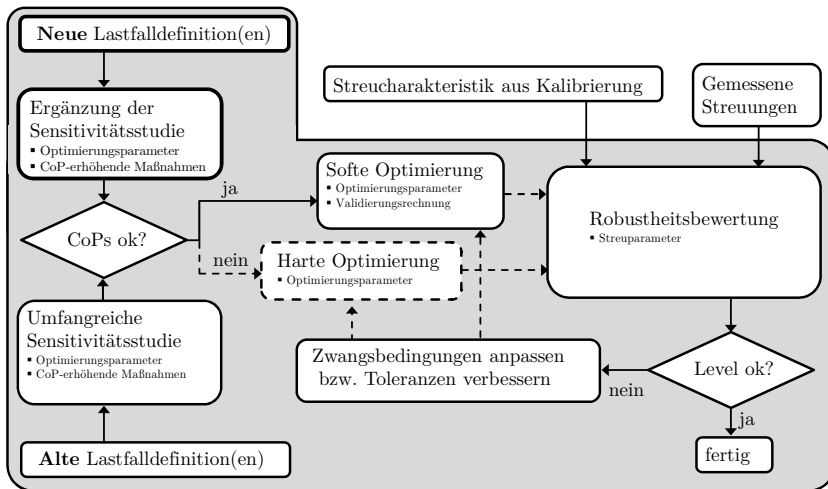 Neue Lastfalldefinition(en)
Streucharakteristik aus Kalibrierung
Gemessene
Streuungen
Ergänzung der
Sensitivitätsstudie
▪ Optimierungsparameter
▪ CoP-erhöhende Maßnahmen
ja
Softe Optimierung
▪ Optimierungsparameter
▪ Validierungsrechnung
Robustheitsbewertung
▪ Streuparameter
CoPs ok?
nein
Harte Optimierung
▪ Optimierungsparameter
Umfangreiche
Sensitivitätsstudie
▪ Optimierungsparameter
▪ CoP-erhöhende Maßnahmen
Zwangsbedingungen anpassen
bzw. Toleranzen verbessern
nein
Level ok?
ja
fertig
Alte Lastfalldefinition(en)